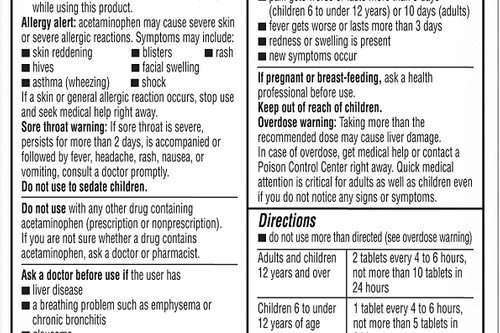 while using this product.
Allergy alert: acetaminophen may cause severe skin
or severe allergic reactions. Symptoms may include:
■ skin reddening ■ blisters ■ rash
■ hives ■ facial swelling
■ asthma (wheezing) ■ shock
If a skin or general allergic reaction occurs, stop use
and seek medical help right away.
Sore throat warning: If sore throat is severe,
persists for more than 2 days, is accompanied or
followed by fever, headache, rash, nausea, or
vomiting, consult a doctor promptly.
Do not use to sedate children.
Do not use with any other drug containing
acetaminophen (prescription or nonprescription).
If you are not sure whether a drug contains
acetaminophen, ask a doctor or pharmacist.
Ask a doctor before use if the user has
■ liver disease
■ a breathing problem such as emphysema or
chronic bronchitis
(children 6 to under 12 years) or 10 days (adults)
■ fever gets worse or lasts more than 3 days
■ redness or swelling is present
■ new symptoms occur
If pregnant or breast-feeding, ask a health
professional before use.
Keep out of reach of children.
Overdose warning: Taking more than the
recommended dose may cause liver damage.
In case of overdose, get medical help or contact a
Poison Control Center right away. Quick medical
attention is critical for adults as well as children even
if you do not notice any signs or symptoms.
Directions
■ do not use more than directed (see overdose warning)
Adults and children
12 years and over
2 tablets every 4 to 6 hours,
not more than 10 tablets in
24 hours
Children 6 to under
12 years of age
1 tablet every 4 to 6 hours,
not more than 5 tablets in